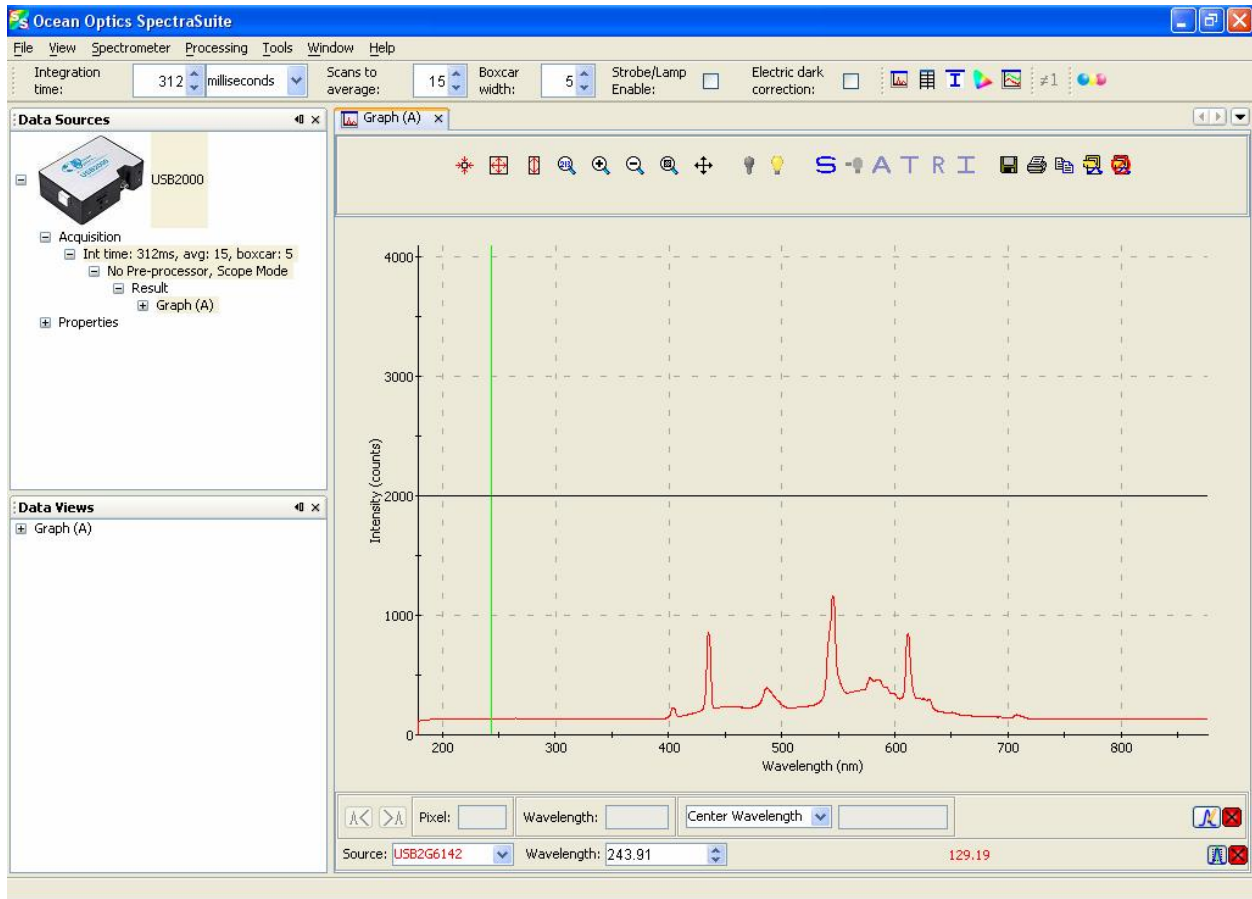 Ocean Optics SpectraSuite
File View Spectrometer Processing Tools Window Help
Integration time: 312 milliseconds Scans to average: 15 Boxcar width: 5 Strobe/Lamp Enable: Electric dark correction: ≠1
Data Sources
USB2000
Acquisition
Int time: 312ms, avg: 15, boxcar: 5
No Pre-processor, Scope Mode
Result
Graph (A)
Properties
Data Views
Graph (A)
Graph (A)
S A T R I
4000
3000
2000
1000
0
Intensity (counts)
200 300 400 500 600 700 800
Wavelength (nm)
Pixel: Wavelength: Center Wavelength
Source: USB2G6142 Wavelength: 243.91 129.19